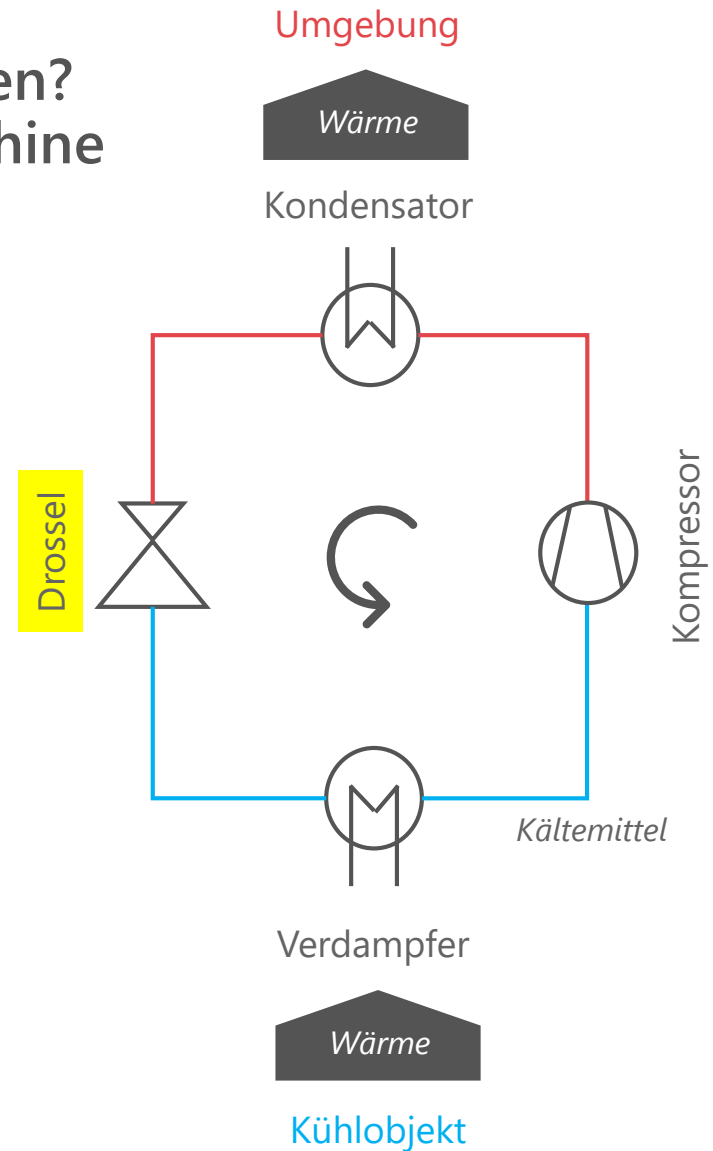 Umgebung
en?
hine
Wärme
Kondensator
Drossel
Kompressor
Kältemittel
Verdampfer
Wärme
Kühlobjekt